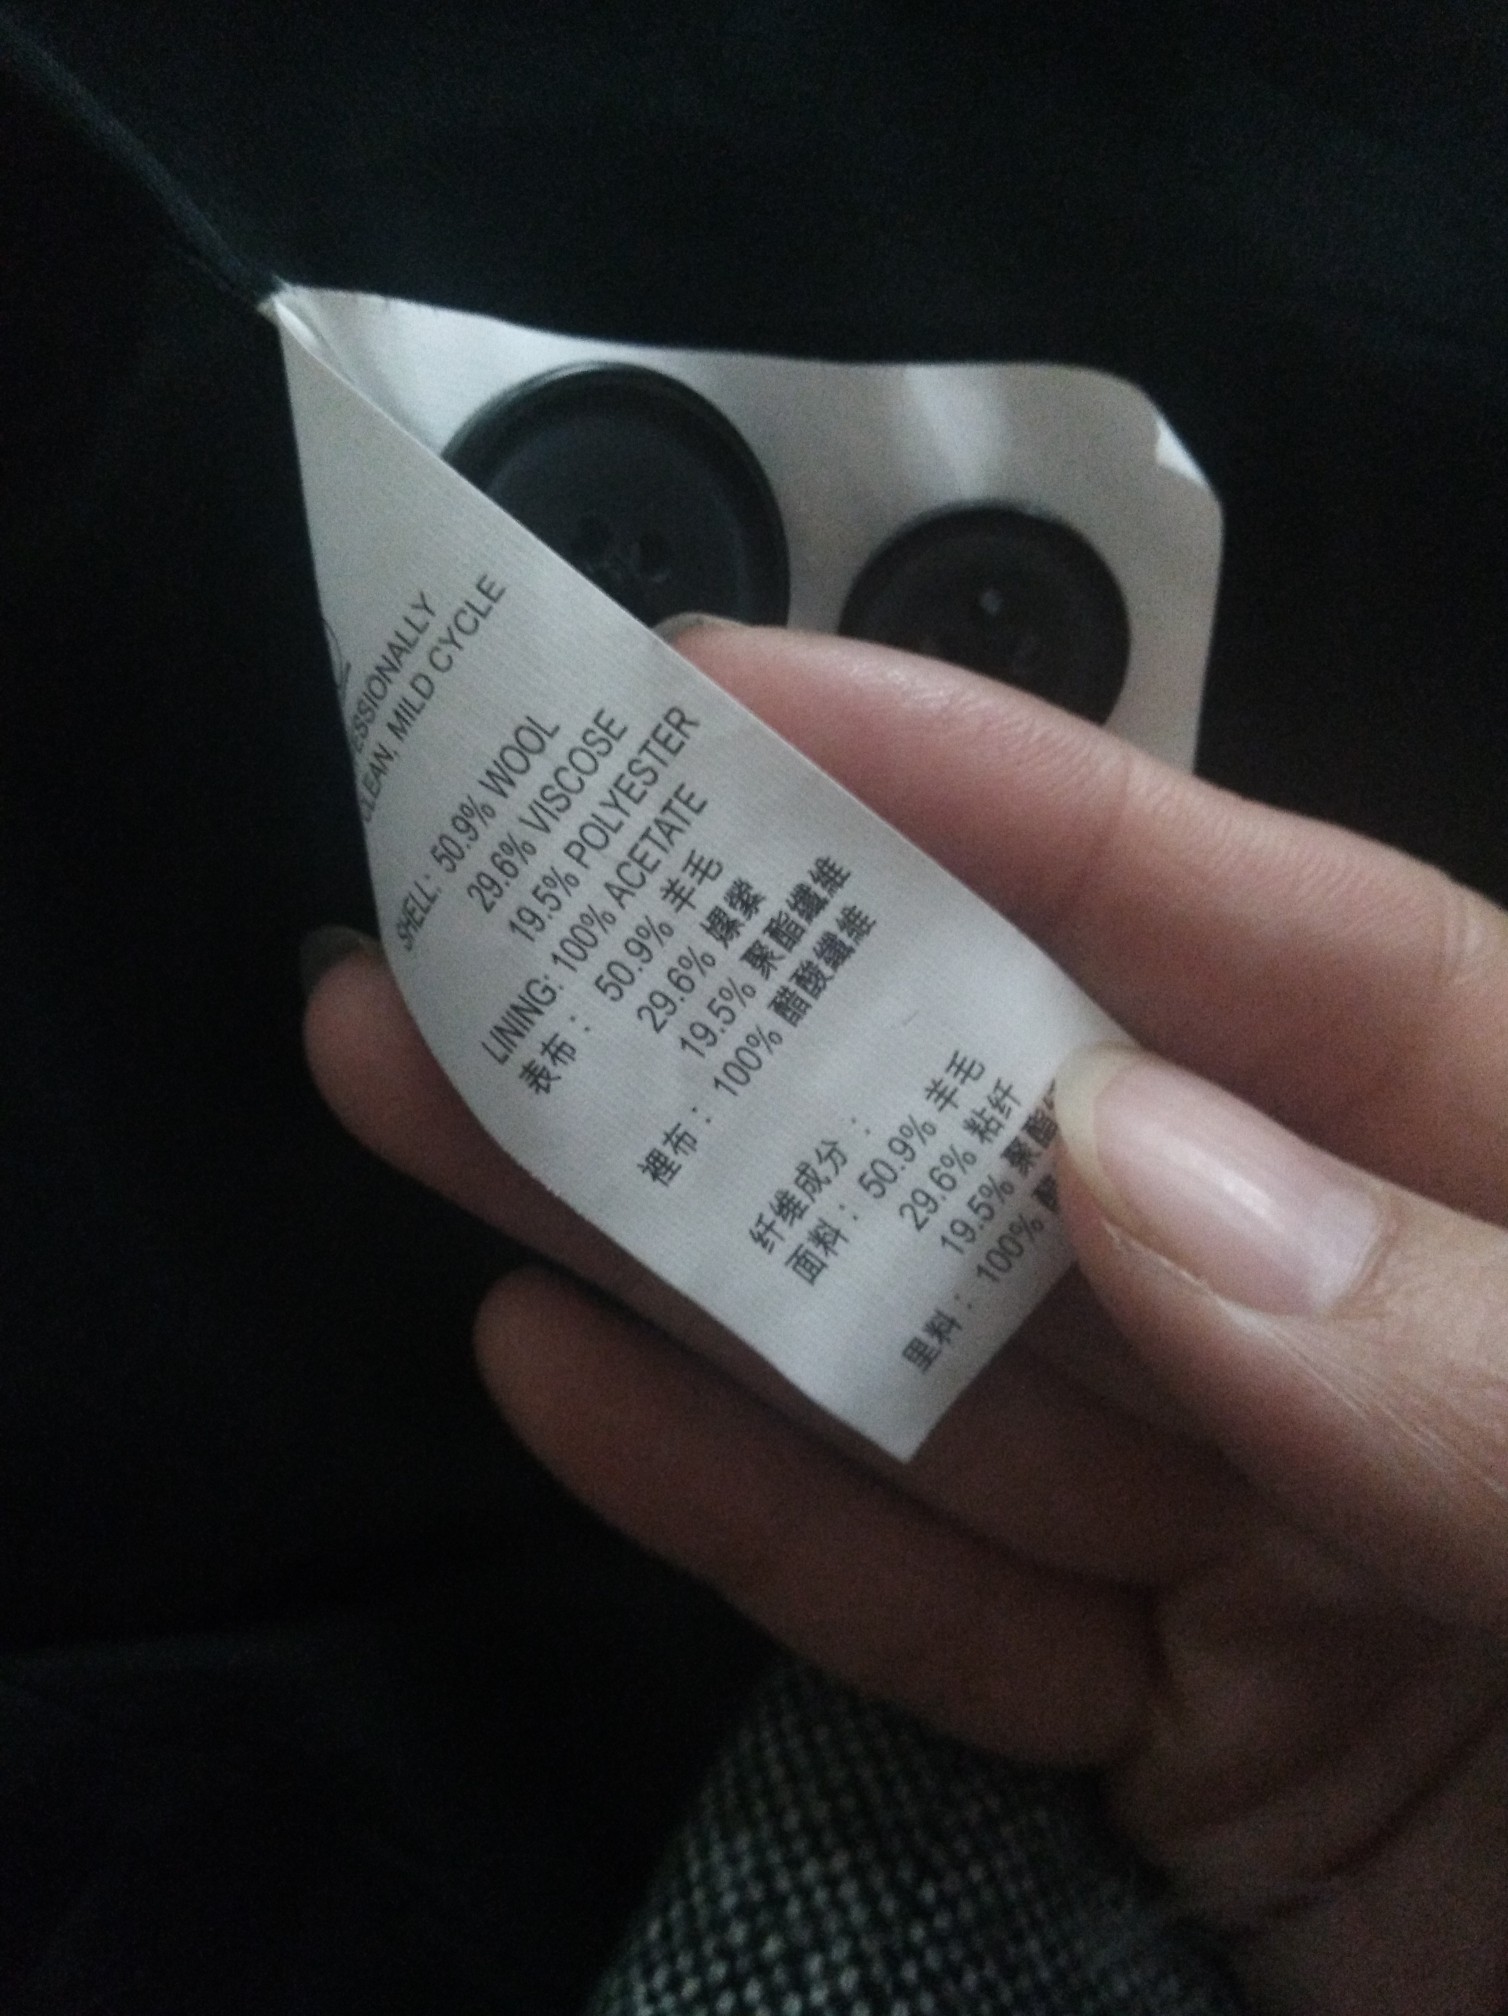 ESSIONALLY
CLEAN, MILD CYCLE
SHELL: 50.9% WOOL
29.6% VISCOSE
19.5% POLYESTER
LINING: 100% ACETATE
表布： 50.9% 羊毛
29.6% 嫘縈
19.5% 聚酯纖維
裡布： 100% 醋酸纖維
纤维成分：
面料： 50.9% 羊毛
29.6% 粘纤
19.5% 聚酯
里料： 100%